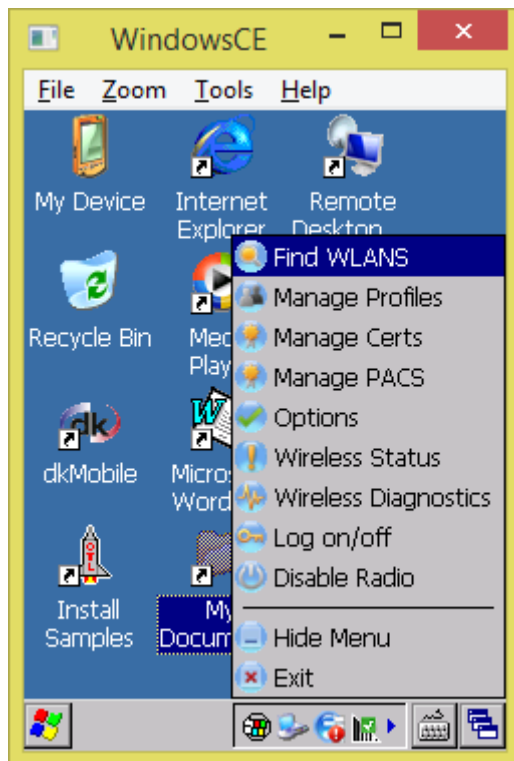 WindowsCE
File Zoom Tools Help
My Device
Internet
Explorer
Remote
Desktop
Recycle Bin
dkMobile
Install
Samples
My
Find WLANS
Manage Profiles
Manage Certs
Manage PACS
Options
Wireless Status
Wireless Diagnostics
Log on/off
Disable Radio
Hide Menu
Exit